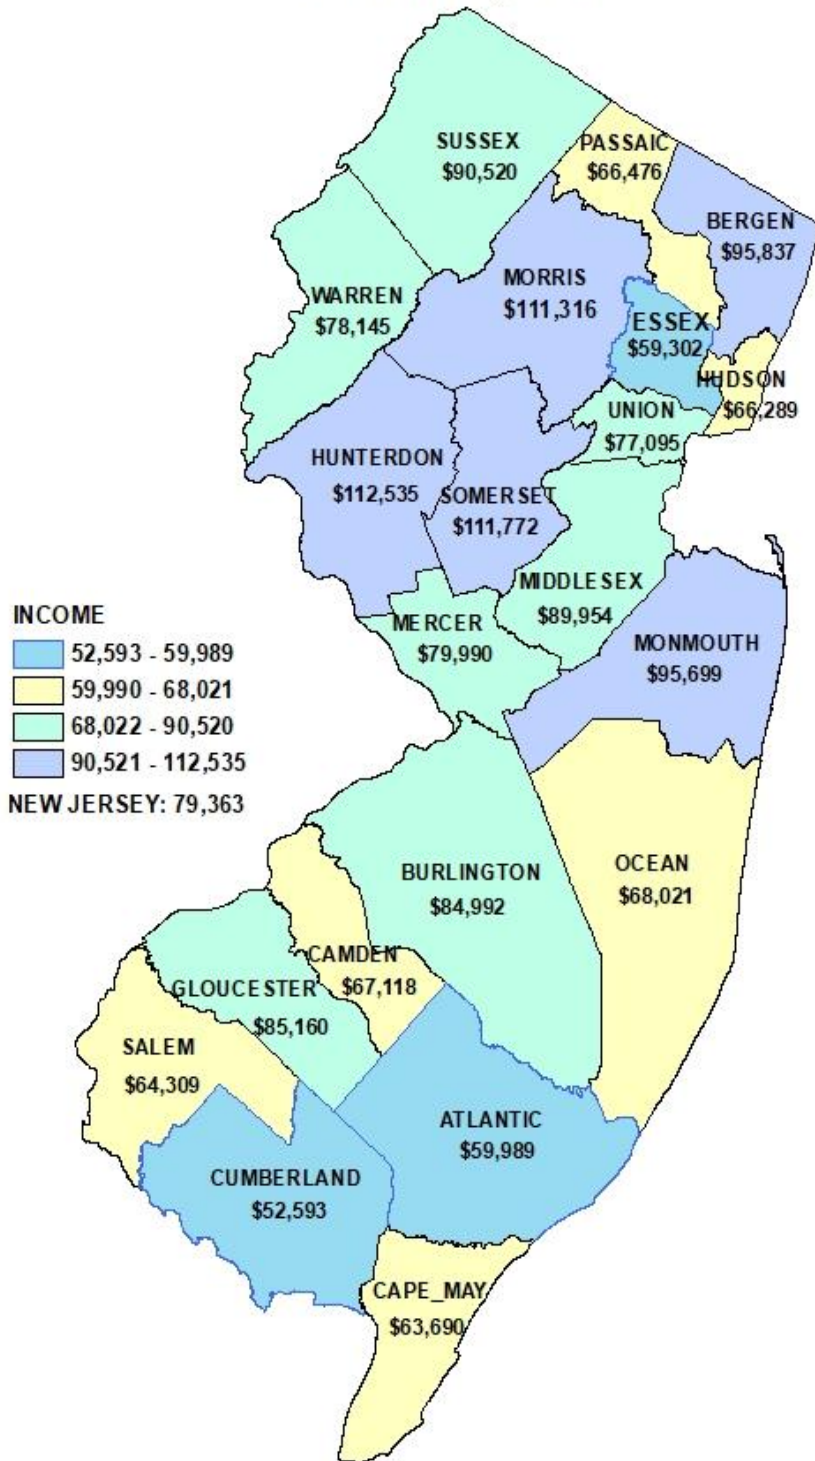 SUSSEX
$90,520
PASSAIC
$66,476
BERGEN
$95,837
MORRIS
$111,316
WARREN
$78,145
ESSEX
$59,302
HUDSON
$66,289
UNION
$77,095
HUNTERDON
$112,535
SOMERSET
$111,772
MIDDLESEX
$89,954
MERCER
$79,990
MONMOUTH
$95,699
INCOME
52,593 - 59,989
59,990 - 68,021
68,022 - 90,520
90,521 - 112,535
NEW JERSEY: 79,363
OCEAN
$68,021
BURLINGTON
$84,992
CAMDEN
$67,118
GLOUCESTER
$85,160
SALEM
$64,309
ATLANTIC
$59,989
CUMBERLAND
$52,593
CAPE_MAY
$63,690